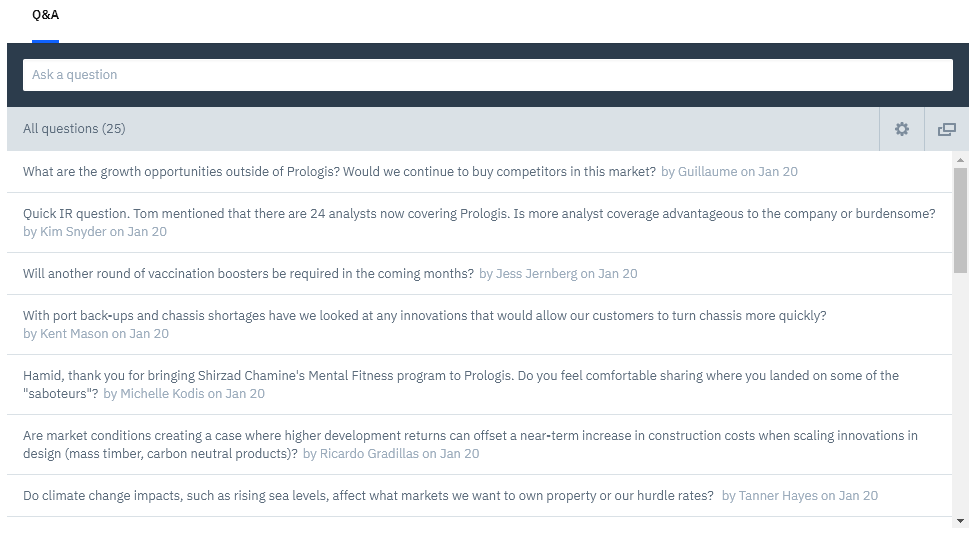 Q&A
Ask a question
All questions (25)
What are the growth opportunities outside of Prologis? Would we continue to buy competitors in this market? by Guillaume on Jan 20
Quick IR question. Tom mentioned that there are 24 analysts now covering Prologis. Is more analyst coverage advantageous to the company or burdensome?
by Kim Snyder on Jan 20
Will another round of vaccination boosters be required in the coming months? by Jess Jernberg on Jan 20
With port back-ups and chassis shortages have we looked at any innovations that would allow our customers to turn chassis more quickly?
by Kent Mason on Jan 20
Hamid, thank you for bringing Shirzad Chamine's Mental Fitness program to Prologis. Do you feel comfortable sharing where you landed on some of the
"saboteurs"? by Michelle Kodis on Jan 20
Are market conditions creating a case where higher development returns can offset a near-term increase in construction costs when scaling innovations in
design (mass timber, carbon neutral products)? by Ricardo Gradillas on Jan 20
Do climate change impacts, such as rising sea levels, affect what markets we want to own property or our hurdle rates? by Tanner Hayes on Jan 20